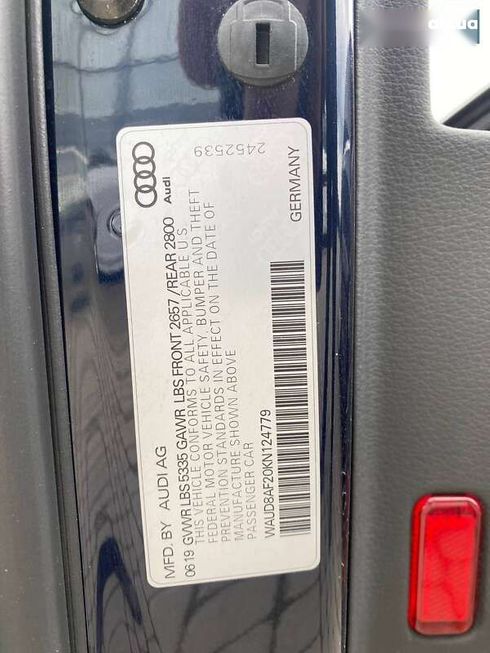 MFD. BY AUDI AG
Audi
0619 GVWR LBS 5335 GAWR LBS FRONT 2657 / REAR 2800
THIS VEHICLE CONFORMS TO ALL APPLICABLE U.S.
FEDERAL MOTOR VEHICLE SAFETY, BUMPER AND THEFT
PREVENTION STANDARDS IN EFFECT ON THE DATE OF
MANUFACTURE SHOWN ABOVE
PASSENGER CAR
WAUD8AF20KN124779
GERMANY
2452539